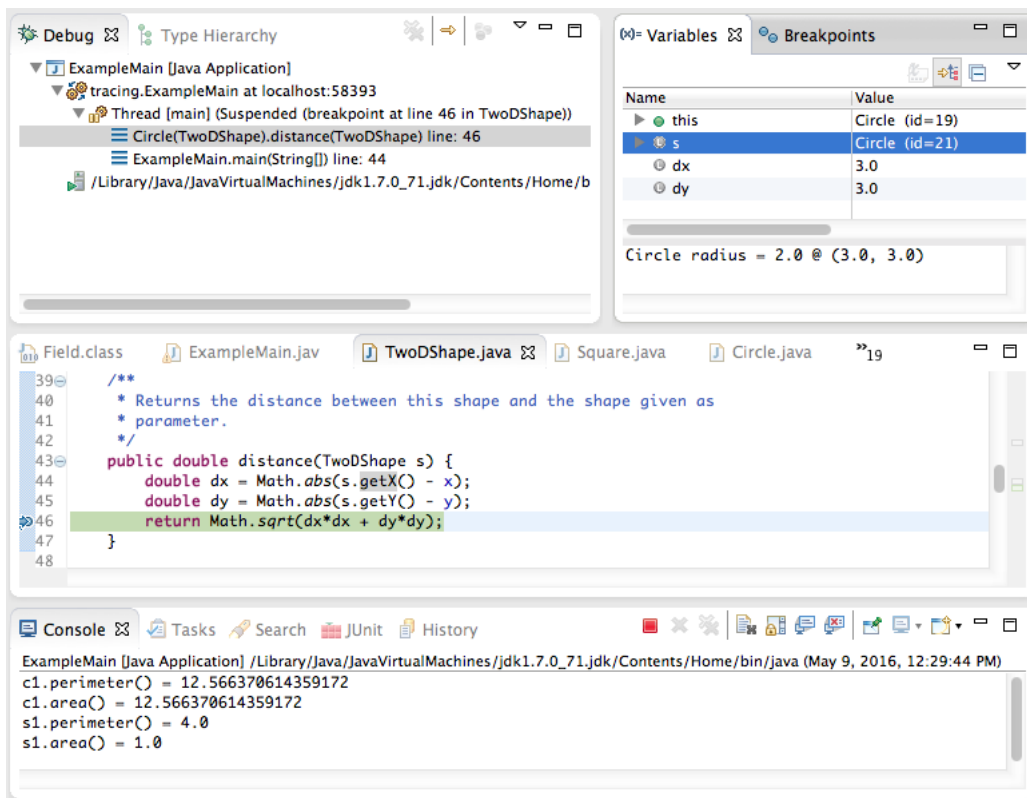 Debug Type Hierarchy
ExampleMain [Java Application]
tracing.ExampleMain at localhost:58393
Thread [main] (Suspended (breakpoint at line 46 in TwoDShape))
Circle(TwoDShape).distance(TwoDShape) line: 46
ExampleMain.main(String[]) line: 44
/Library/Java/JavaVirtualMachines/jdk1.7.0_71.jdk/Contents/Home/b
(x)= Variables Breakpoints
Name Value
this Circle (id=19)
s Circle (id=21)
dx 3.0
dy 3.0
Circle radius = 2.0 @ (3.0, 3.0)
Field.class ExampleMain.jav TwoDShape.java Square.java Circle.java »19
39 /**
40 * Returns the distance between this shape and the shape given as
41 * parameter.
42 */
43 public double distance(TwoDShape s) {
44 double dx = Math.abs(s.getX() - x);
45 double dy = Math.abs(s.getY() - y);
46 return Math.sqrt(dx*dx + dy*dy);
47 }
48
Console Tasks Search JUnit History
ExampleMain [Java Application] /Library/Java/JavaVirtualMachines/jdk1.7.0_71.jdk/Contents/Home/bin/java (May 9, 2016, 12:29:44 PM)
c1.perimeter() = 12.566370614359172
c1.area() = 12.566370614359172
s1.perimeter() = 4.0
s1.area() = 1.0